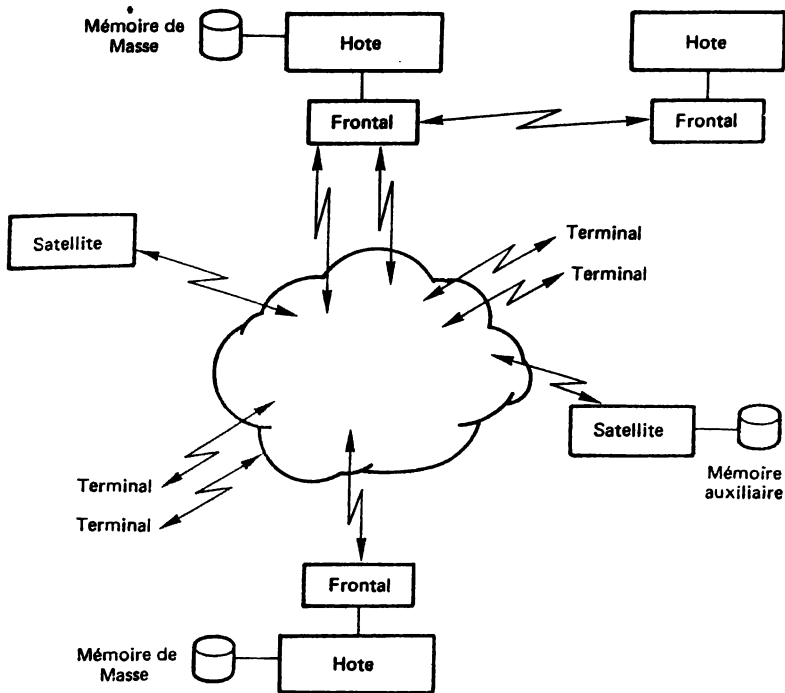 Mémoire de
Masse
Hote
Hote
Frontal
Frontal
Satellite
Terminal
Terminal
Satellite
Mémoire
auxiliaire
Terminal
Terminal
Frontal
Mémoire de
Masse
Hote